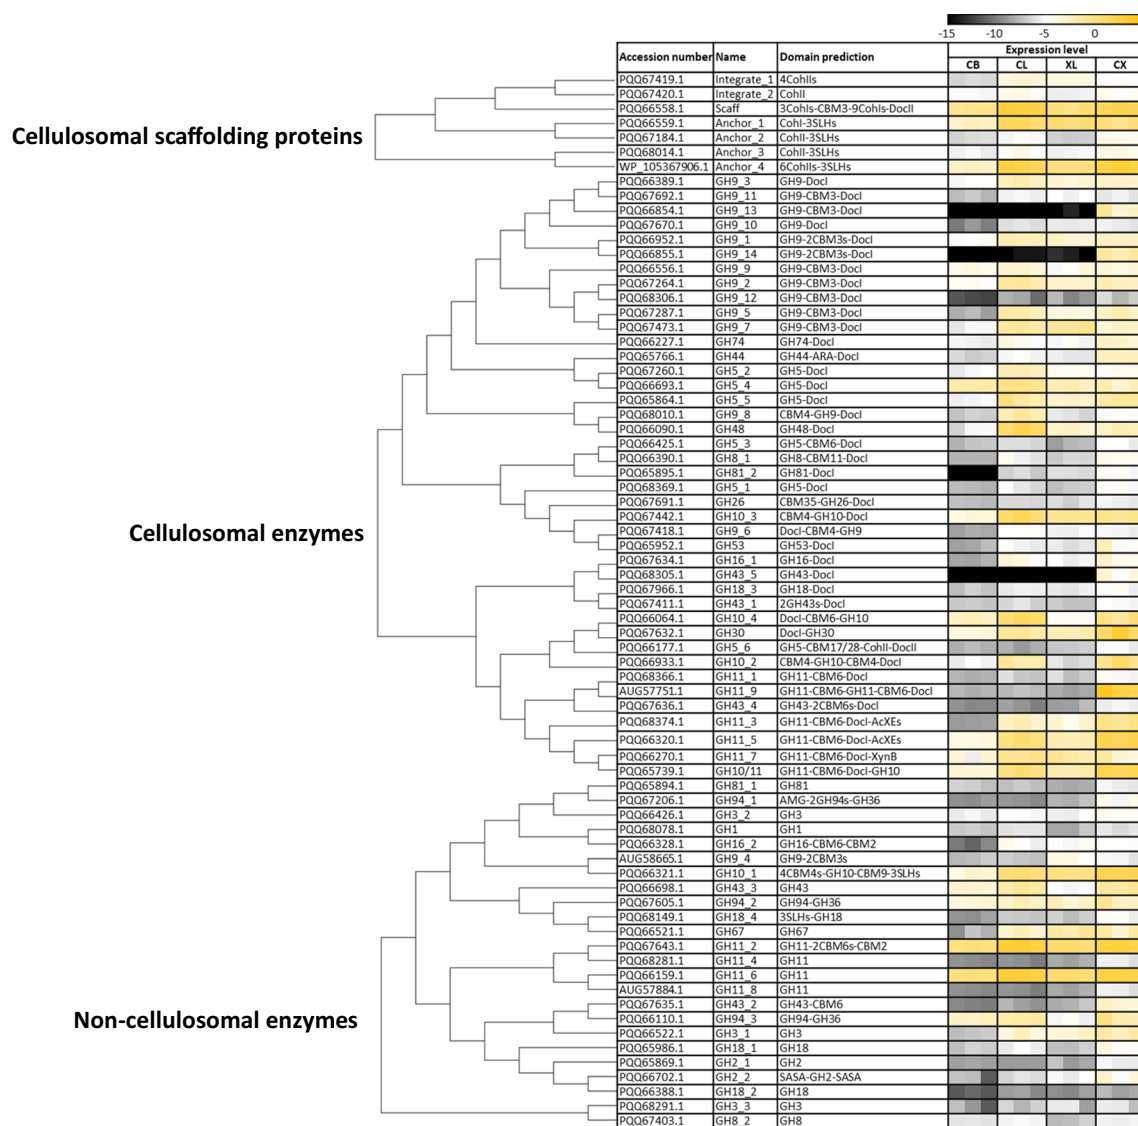 -15 -10 -5 0
Accession number Name Domain prediction Expression level
CB CL XL CX
Cellulosomal scaffolding proteins
PQQ67419.1 Integrate_1 4CohIIs
PQQ67420.1 Integrate_2 CohII
PQQ66558.1 Scaff 3CohIs-CBM3-9CohIs-DocII
PQQ66559.1 Anchor_1 CohI-3SLHs
PQQ67184.1 Anchor_2 CohII-3SLHs
PQQ68014.1 Anchor_3 CohII-3SLHs
WP_105367906.1 Anchor_4 6CohIIs-3SLHs
Cellulosomal enzymes
PQQ66389.1 GH9_3 GH9-DocI
PQQ67692.1 GH9_11 GH9-CBM3-DocI
PQQ66854.1 GH9_13 GH9-CBM3-DocI
PQQ67670.1 GH9_10 GH9-DocI
PQQ66952.1 GH9_1 GH9-2CBM3s-DocI
PQQ66855.1 GH9_14 GH9-2CBM3s-DocI
PQQ66556.1 GH9_9 GH9-CBM3-DocI
PQQ67264.1 GH9_2 GH9-CBM3-DocI
PQQ68306.1 GH9_12 GH9-CBM3-DocI
PQQ67287.1 GH9_5 GH9-CBM3-DocI
PQQ67473.1 GH9_7 GH9-CBM3-DocI
PQQ66227.1 GH74 GH74-DocI
PQQ65766.1 GH44 GH44-ARA-DocI
PQQ67260.1 GH5_2 GH5-DocI
PQQ66693.1 GH5_4 GH5-DocI
PQQ65864.1 GH5_5 GH5-DocI
PQQ68010.1 GH9_8 CBM4-GH9-DocI
PQQ66090.1 GH48 GH48-DocI
PQQ66425.1 GH5_3 GH5-CBM6-DocI
PQQ66390.1 GH8_1 GH8-CBM11-DocI
PQQ65895.1 GH81_2 GH81-DocI
PQQ68369.1 GH5_1 GH5-DocI
PQQ67691.1 GH26 CBM35-GH26-DocI
PQQ67442.1 GH10_3 CBM4-GH10-DocI
PQQ67418.1 GH9_6 DocI-CBM4-GH9
PQQ65952.1 GH53 GH53-DocI
PQQ67634.1 GH16_1 GH16-DocI
PQQ68305.1 GH43_5 GH43-DocI
PQQ67966.1 GH18_3 GH18-DocI
PQQ67411.1 GH43_1 2GH43s-DocI
PQQ66064.1 GH10_4 DocI-CBM6-GH10
PQQ67632.1 GH30 DocI-GH30
PQQ66177.1 GH5_6 GH5-CBM17/28-CohII-DocII
PQQ66933.1 GH10_2 CBM4-GH10-CBM4-DocI
PQQ68366.1 GH11_1 GH11-CBM6-DocI
AUG57751.1 GH11_9 GH11-CBM6-GH11-CBM6-DocI
PQQ67636.1 GH43_4 GH43-2CBM6s-DocI
PQQ68374.1 GH11_3 GH11-CBM6-DocI-AcXEs
PQQ66320.1 GH11_5 GH11-CBM6-DocI-AcXEs
PQQ66270.1 GH11_7 GH11-CBM6-DocI-XynB
PQQ65739.1 GH10/11 GH11-CBM6-DocI-GH10
Non-cellulosomal enzymes
PQQ65894.1 GH81_1 GH81
PQQ67206.1 GH94_1 AMG-2GH94s-GH36
PQQ66426.1 GH3_2 GH3
PQQ68078.1 GH1 GH1
PQQ66328.1 GH16_2 GH16-CBM6-CBM2
AUG58665.1 GH9_4 GH9-2CBM3s
PQQ66321.1 GH10_1 4CBM4s-GH10-CBM9-3SLHs
PQQ66698.1 GH43_3 GH43
PQQ67605.1 GH94_2 GH94-GH36
PQQ68149.1 GH18_4 3SLHs-GH18
PQQ66521.1 GH67 GH67
PQQ67643.1 GH11_2 GH11-2CBM6s-CBM2
PQQ68281.1 GH11_4 GH11
PQQ66159.1 GH11_6 GH11
AUG57884.1 GH11_8 GH11
PQQ67635.1 GH43_2 GH43-CBM6
PQQ66110.1 GH94_3 GH94-GH36
PQQ66522.1 GH3_1 GH3
PQQ65986.1 GH18_1 GH18
PQQ65869.1 GH2_1 GH2
PQQ66702.1 GH2_2 SASA-GH2-SASA
PQQ66388.1 GH18_2 GH18
PQQ68291.1 GH3_3 GH3
PQQ67403.1 GH8_2 GH8